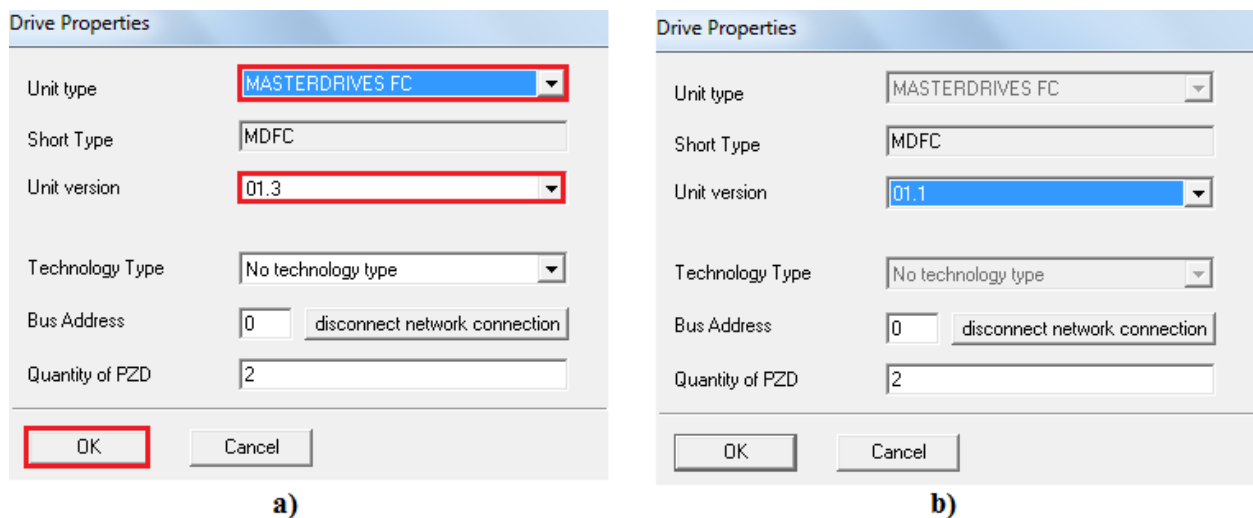 Drive Properties
Unit type MASTERDRIVES FC
Short Type MDFC
Unit version 01.3
Technology Type No technology type
Bus Address 0 disconnect network connection
Quantity of PZD 2
OK Cancel
a)
Drive Properties
Unit type MASTERDRIVES FC
Short Type MDFC
Unit version 01.1
Technology Type No technology type
Bus Address 0 disconnect network connection
Quantity of PZD 2
OK Cancel
b)